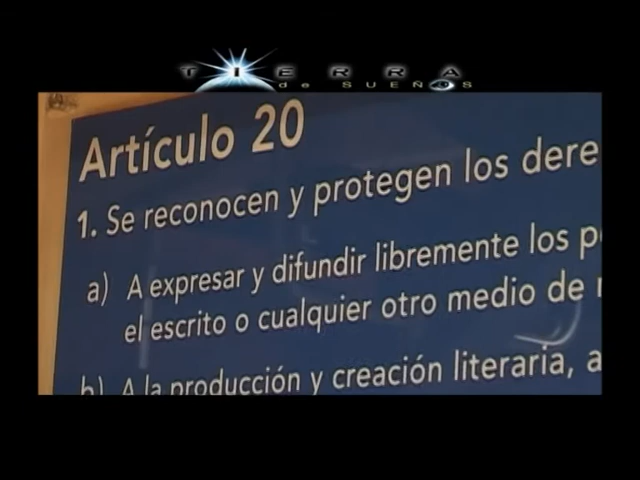 TIERRA
de SUEÑOS
Artículo 20
1. Se reconocen y protegen los dere
a) A expresar y difundir libremente los p
el escrito o cualquier otro medio de
b) A la producción y creación literaria, a